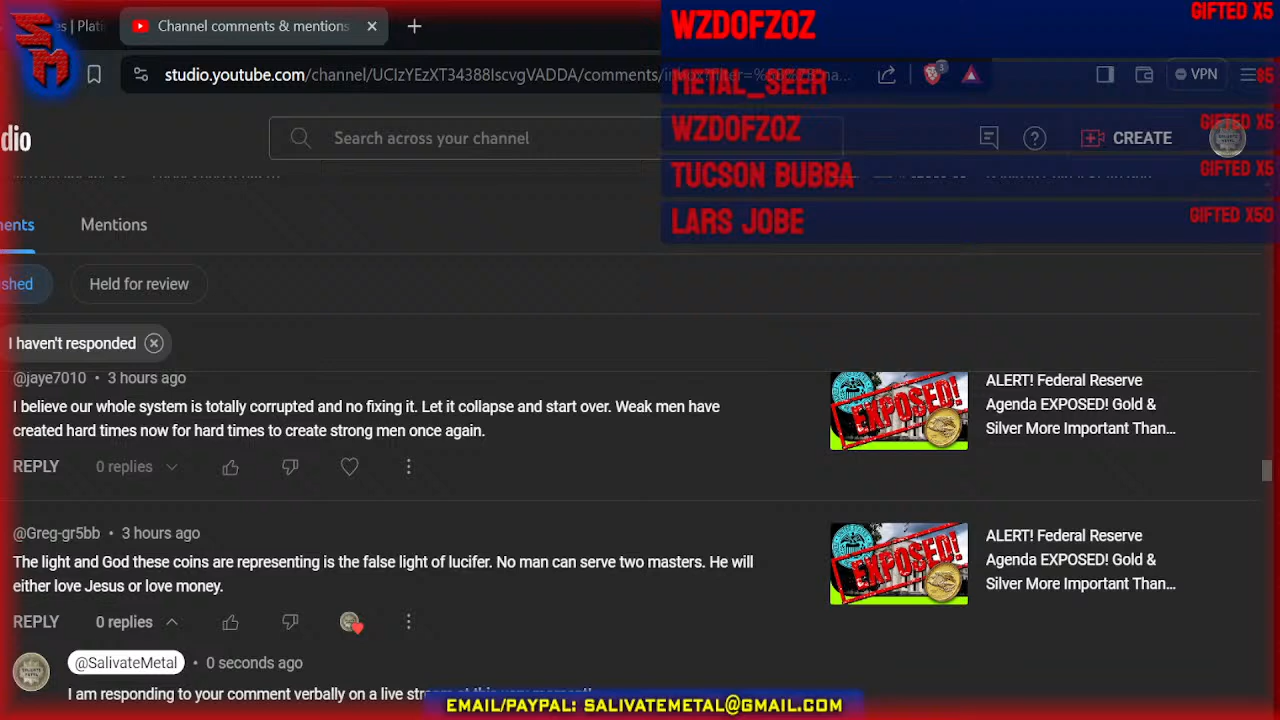 es | Plati
Channel comments & mentions
WZDOFZOZ
GIFTED X5
studio.youtube.com/channel/UCIzYEzXT34388IscvgVADDA/comments/
VPN
METAL_SEER
$5
dio
Search across your channel
WZDOFZOZ
GIFTED X5
CREATE
TUCSON BUBBA
GIFTED X5
LARS JOBE
GIFTED X50
ents
Mentions
shed
Held for review
I haven't responded
@jaye7010 • 3 hours ago
I believe our whole system is totally corrupted and no fixing it. Let it collapse and start over. Weak men have
created hard times now for hard times to create strong men once again.
REPLY
0 replies
EXPOSED!
ALERT! Federal Reserve
Agenda EXPOSED! Gold &
Silver More Important Than...
@Greg-gr5bb • 3 hours ago
The light and God these coins are representing is the false light of lucifer. No man can serve two masters. He will
either love Jesus or love money.
REPLY
0 replies
EXPOSED!
ALERT! Federal Reserve
Agenda EXPOSED! Gold &
Silver More Important Than...
@SalivateMetal • 0 seconds ago
I am responding to your comment verbally on a live stream at this very moment!
EMAIL/PAYPAL: SALIVATEMETAL@GMAIL.COM
SM